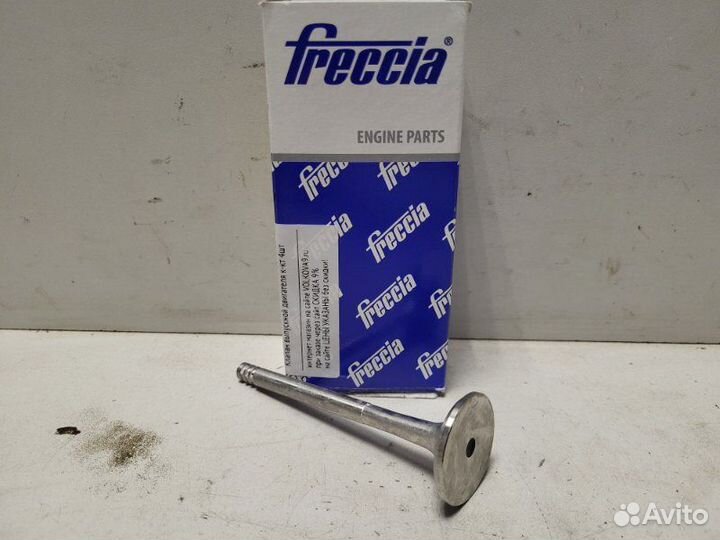 freccia®
ENGINE PARTS
freccia
freccia
freccia
freccia
freccia
freccia
Клапан выпускной двигателя к-кт 4шт
интернет магазин на сайте VOLKOVA9.ru
при заказе через сайт СКИДКА 9%
на сайте ЦЕНЫ УКАЗАНЫ без скидки!
Avito